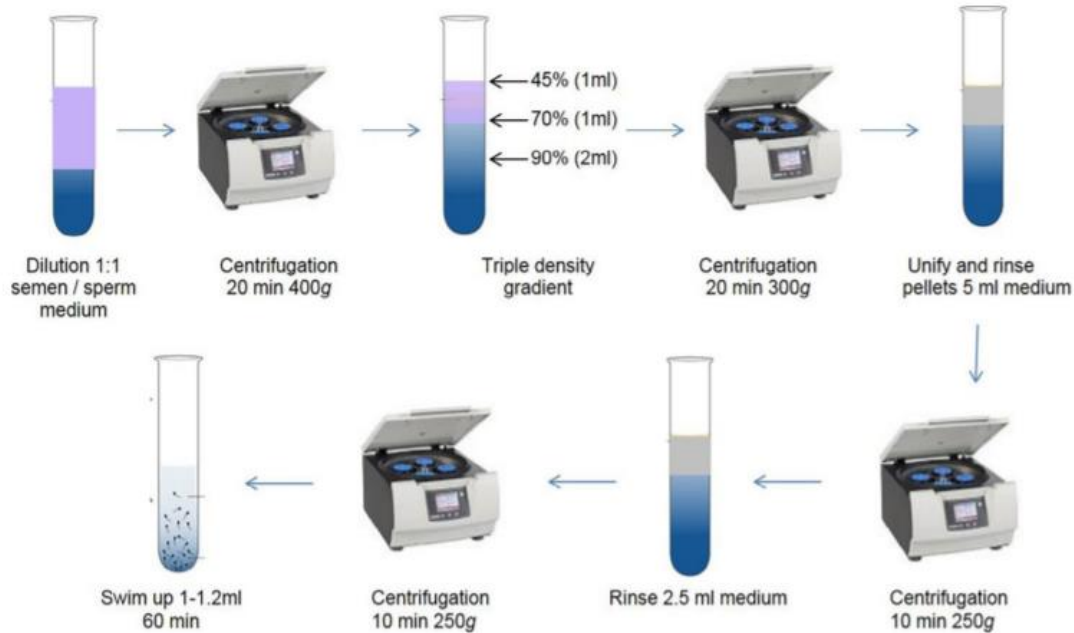 45% (1ml)
70% (1ml)
90% (2ml)
Dilution 1:1
semen / sperm
medium
Centrifugation
20 min 400g
Triple density
gradient
Centrifugation
20 min 300g
Unify and rinse
pellets 5 ml medium
Swim up 1-1.2ml
60 min
Centrifugation
10 min 250g
Rinse 2.5 ml medium
Centrifugation
10 min 250g